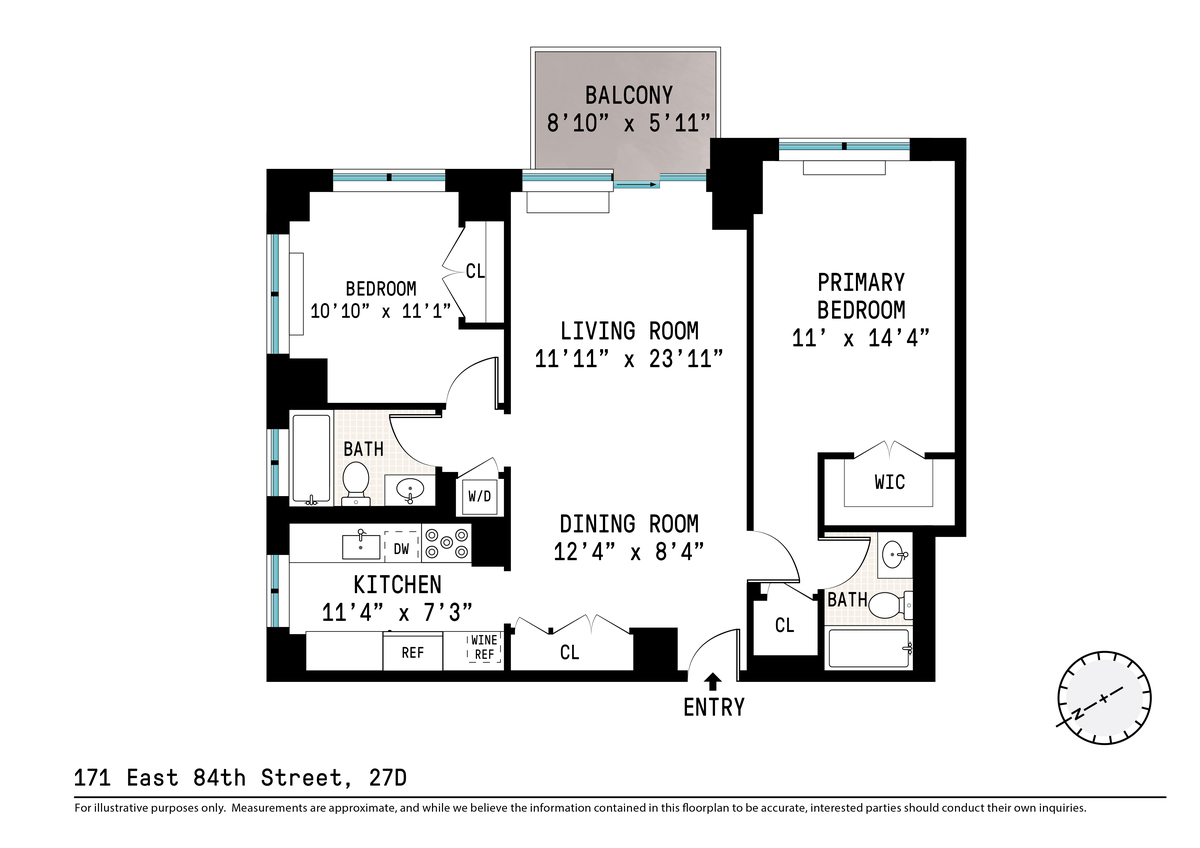 BALCONY
8'10” x 5'11”
BEDROOM
10'10” x 11'1”
CL
LIVING ROOM
11'11” x 23'11”
PRIMARY
BEDROOM
11' x 14'4”
BATH
W/D
WIC
DINING ROOM
12'4” x 8'4”
DW
KITCHEN
11'4” x 7'3”
REF
WINE
REF
CL
CL
BATH
ENTRY
N
171 East 84th Street, 27D
For illustrative purposes only.  Measurements are approximate, and while we believe the information contained in this floorplan to be accurate, interested parties should conduct their own inquiries.